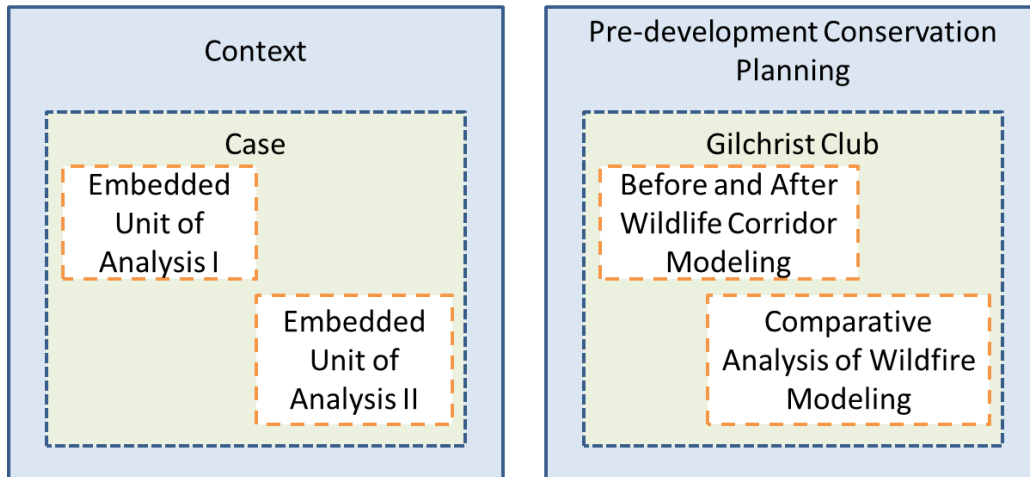 Context
Case
Embedded
Unit of
Analysis I
Embedded
Unit of
Analysis II
Pre-development Conservation
Planning
Gilchrist Club
Before and After
Wildlife Corridor
Modeling
Comparative
Analysis of Wildfire
Modeling